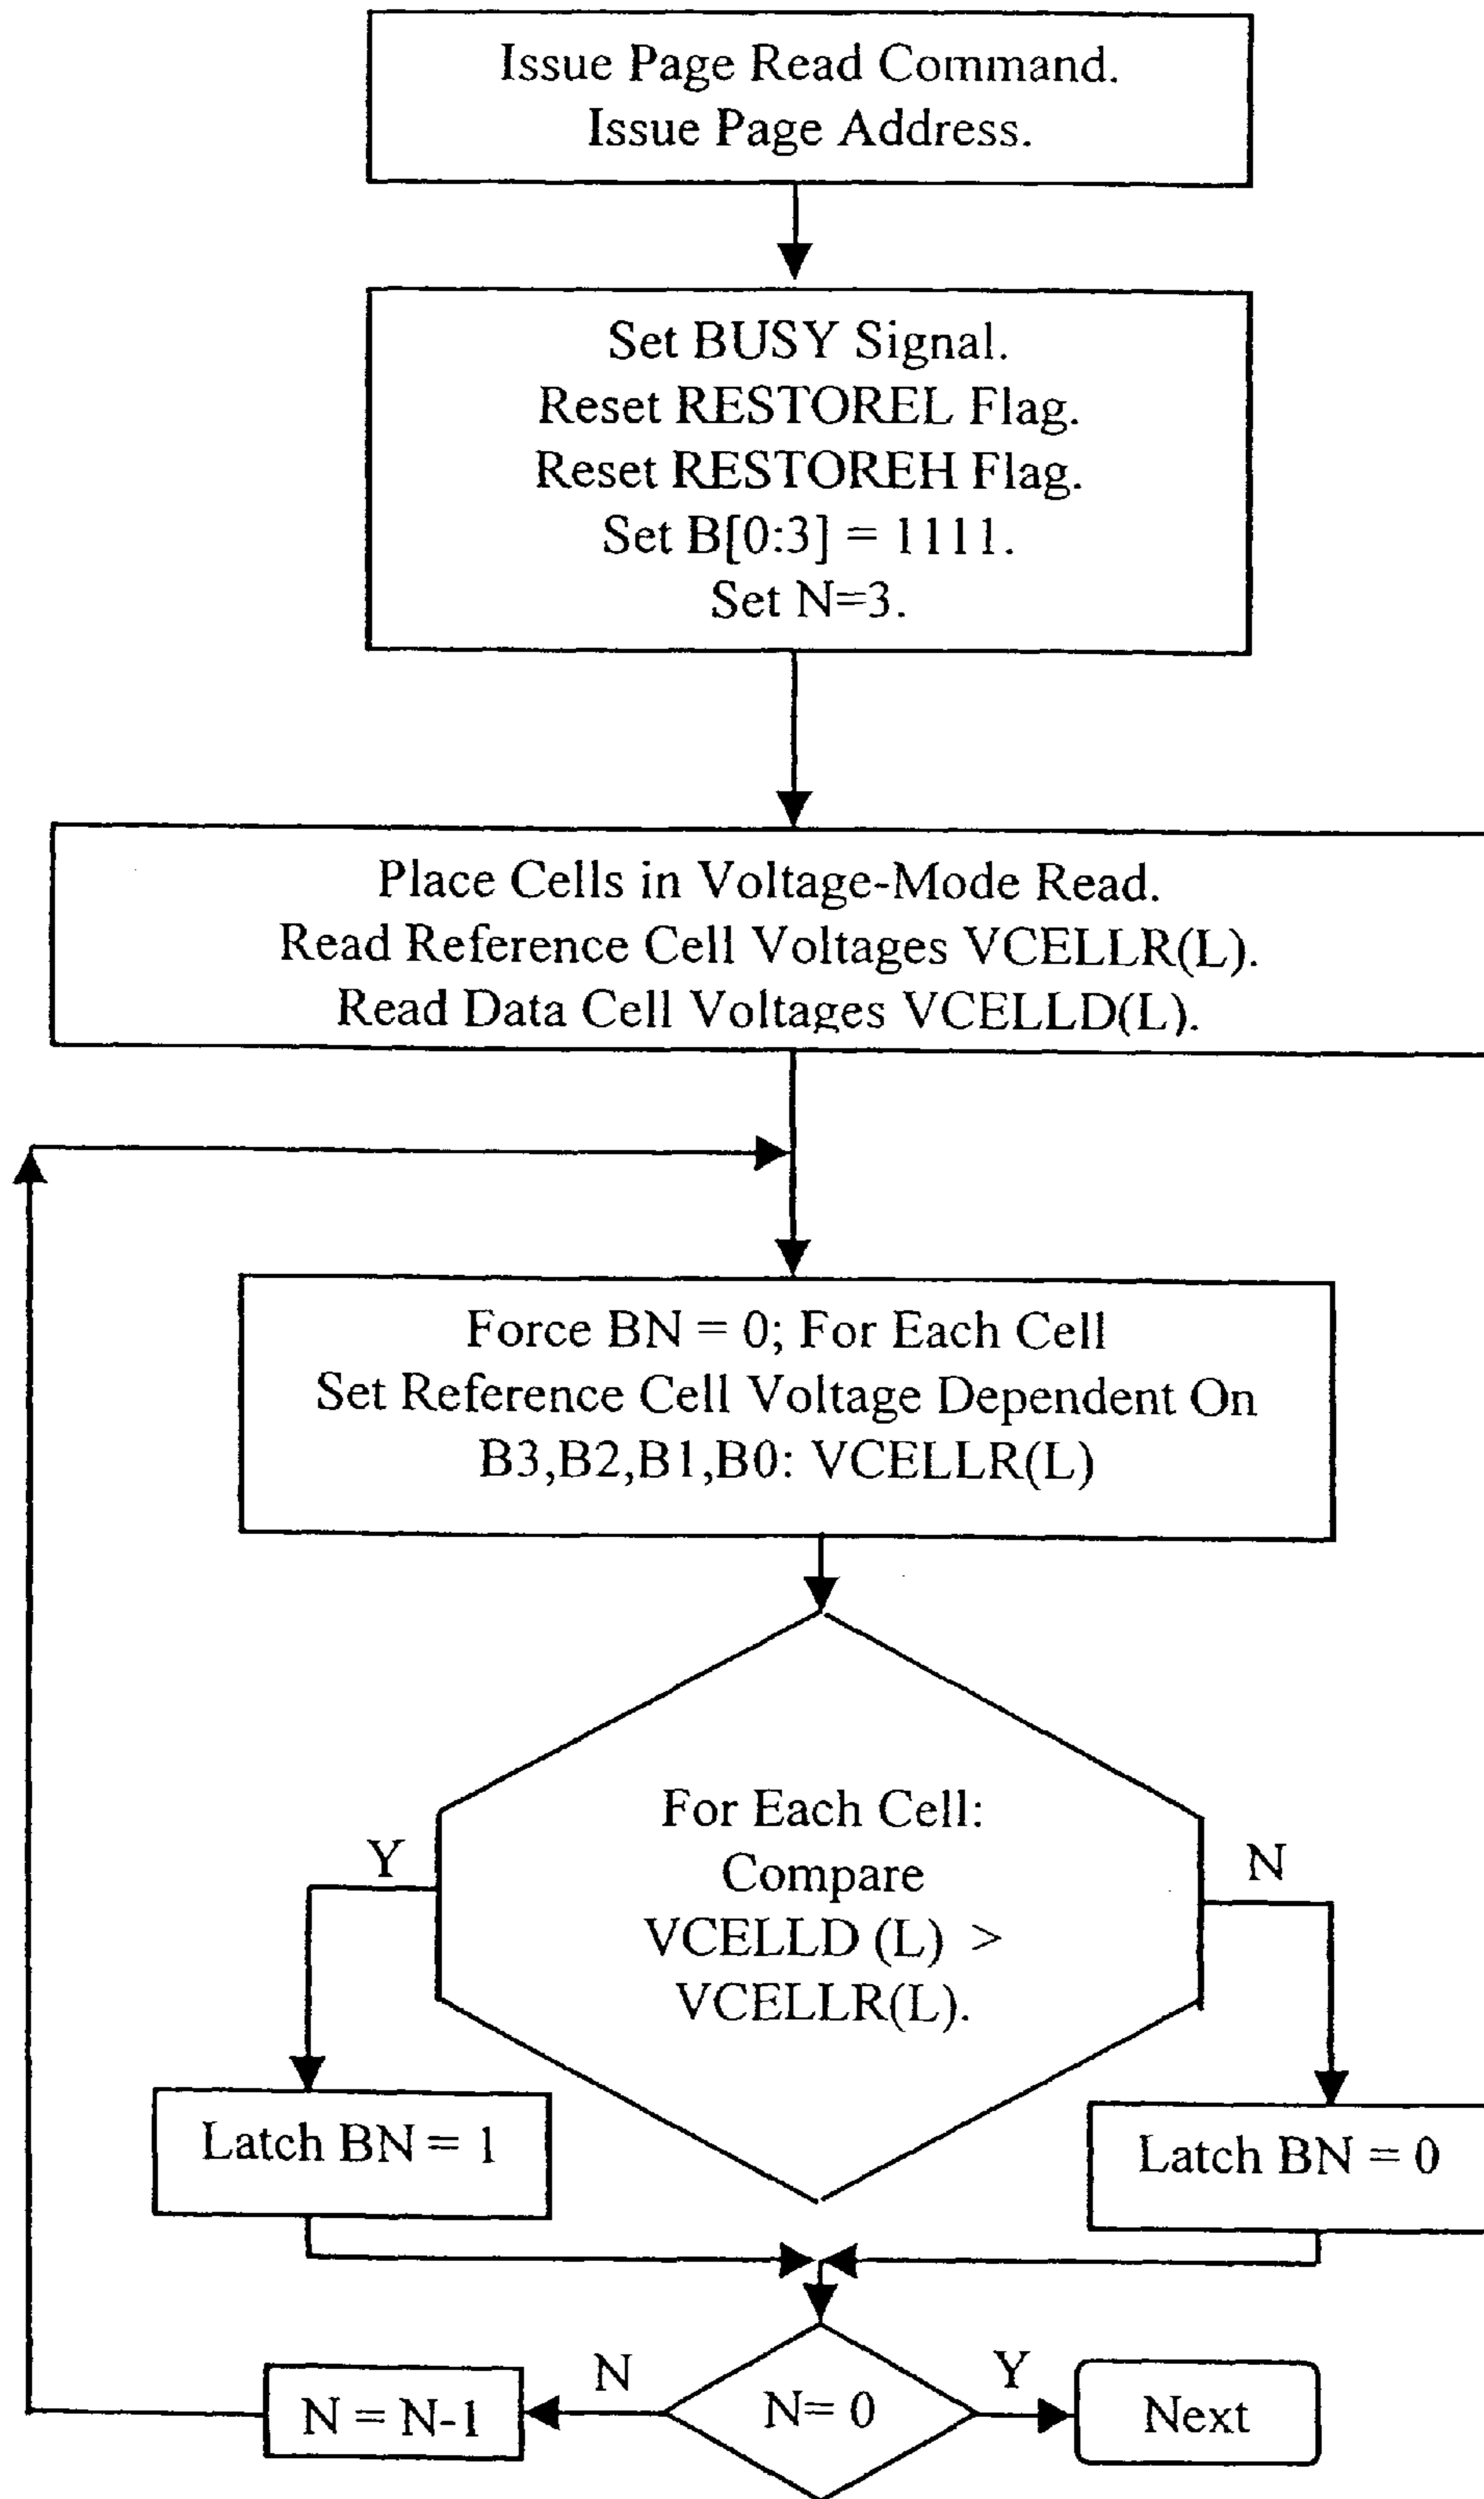 Issue Page Read Command.
Issue Page Address.
Set BUSY Signal.
Reset RESTOREL Flag.
Reset RESTOREH Flag.
Set B[0:3] = 1111.
Set N=3.
Place Cells in Voltage-Mode Read.
Read Reference Cell Voltages VCELLR(L).
Read Data Cell Voltages VCELLD(L).
Force BN = 0; For Each Cell
Set Reference Cell Voltage Dependent On
B3,B2,B1,B0: VCELLR(L)
For Each Cell:
Compare
VCELLD (L) >
VCELLR(L).
Y
N
Latch BN = 1
Latch BN = 0
N = N-1
N
N= 0
Y
Next